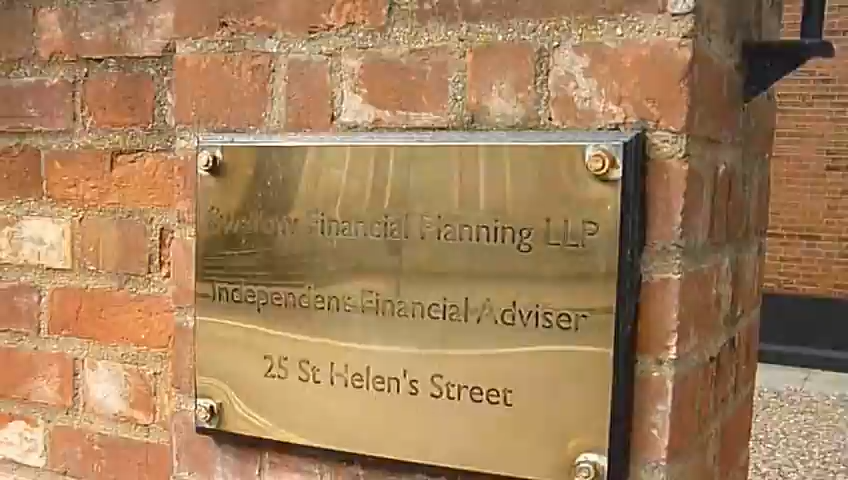 Swallow Financial Planning LLP
Independent Financial Adviser
25 St Helen's Street